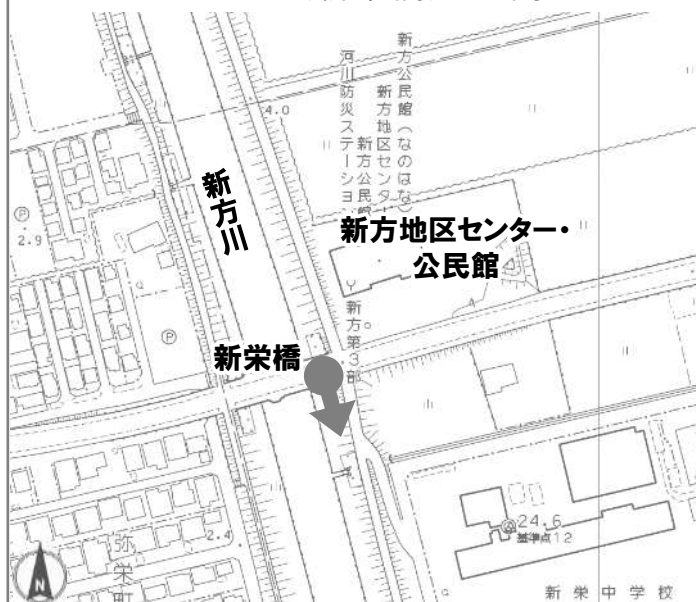 新方公民館(なのはな)
新方地区センター
新方公民館
河川防災ステーション
4.0
新方川
新方地区センター・
公民館
P
2.9
P
新方第3部
新栄橋
24.6
基準点12
2.4
弥栄町
N
新栄中学校